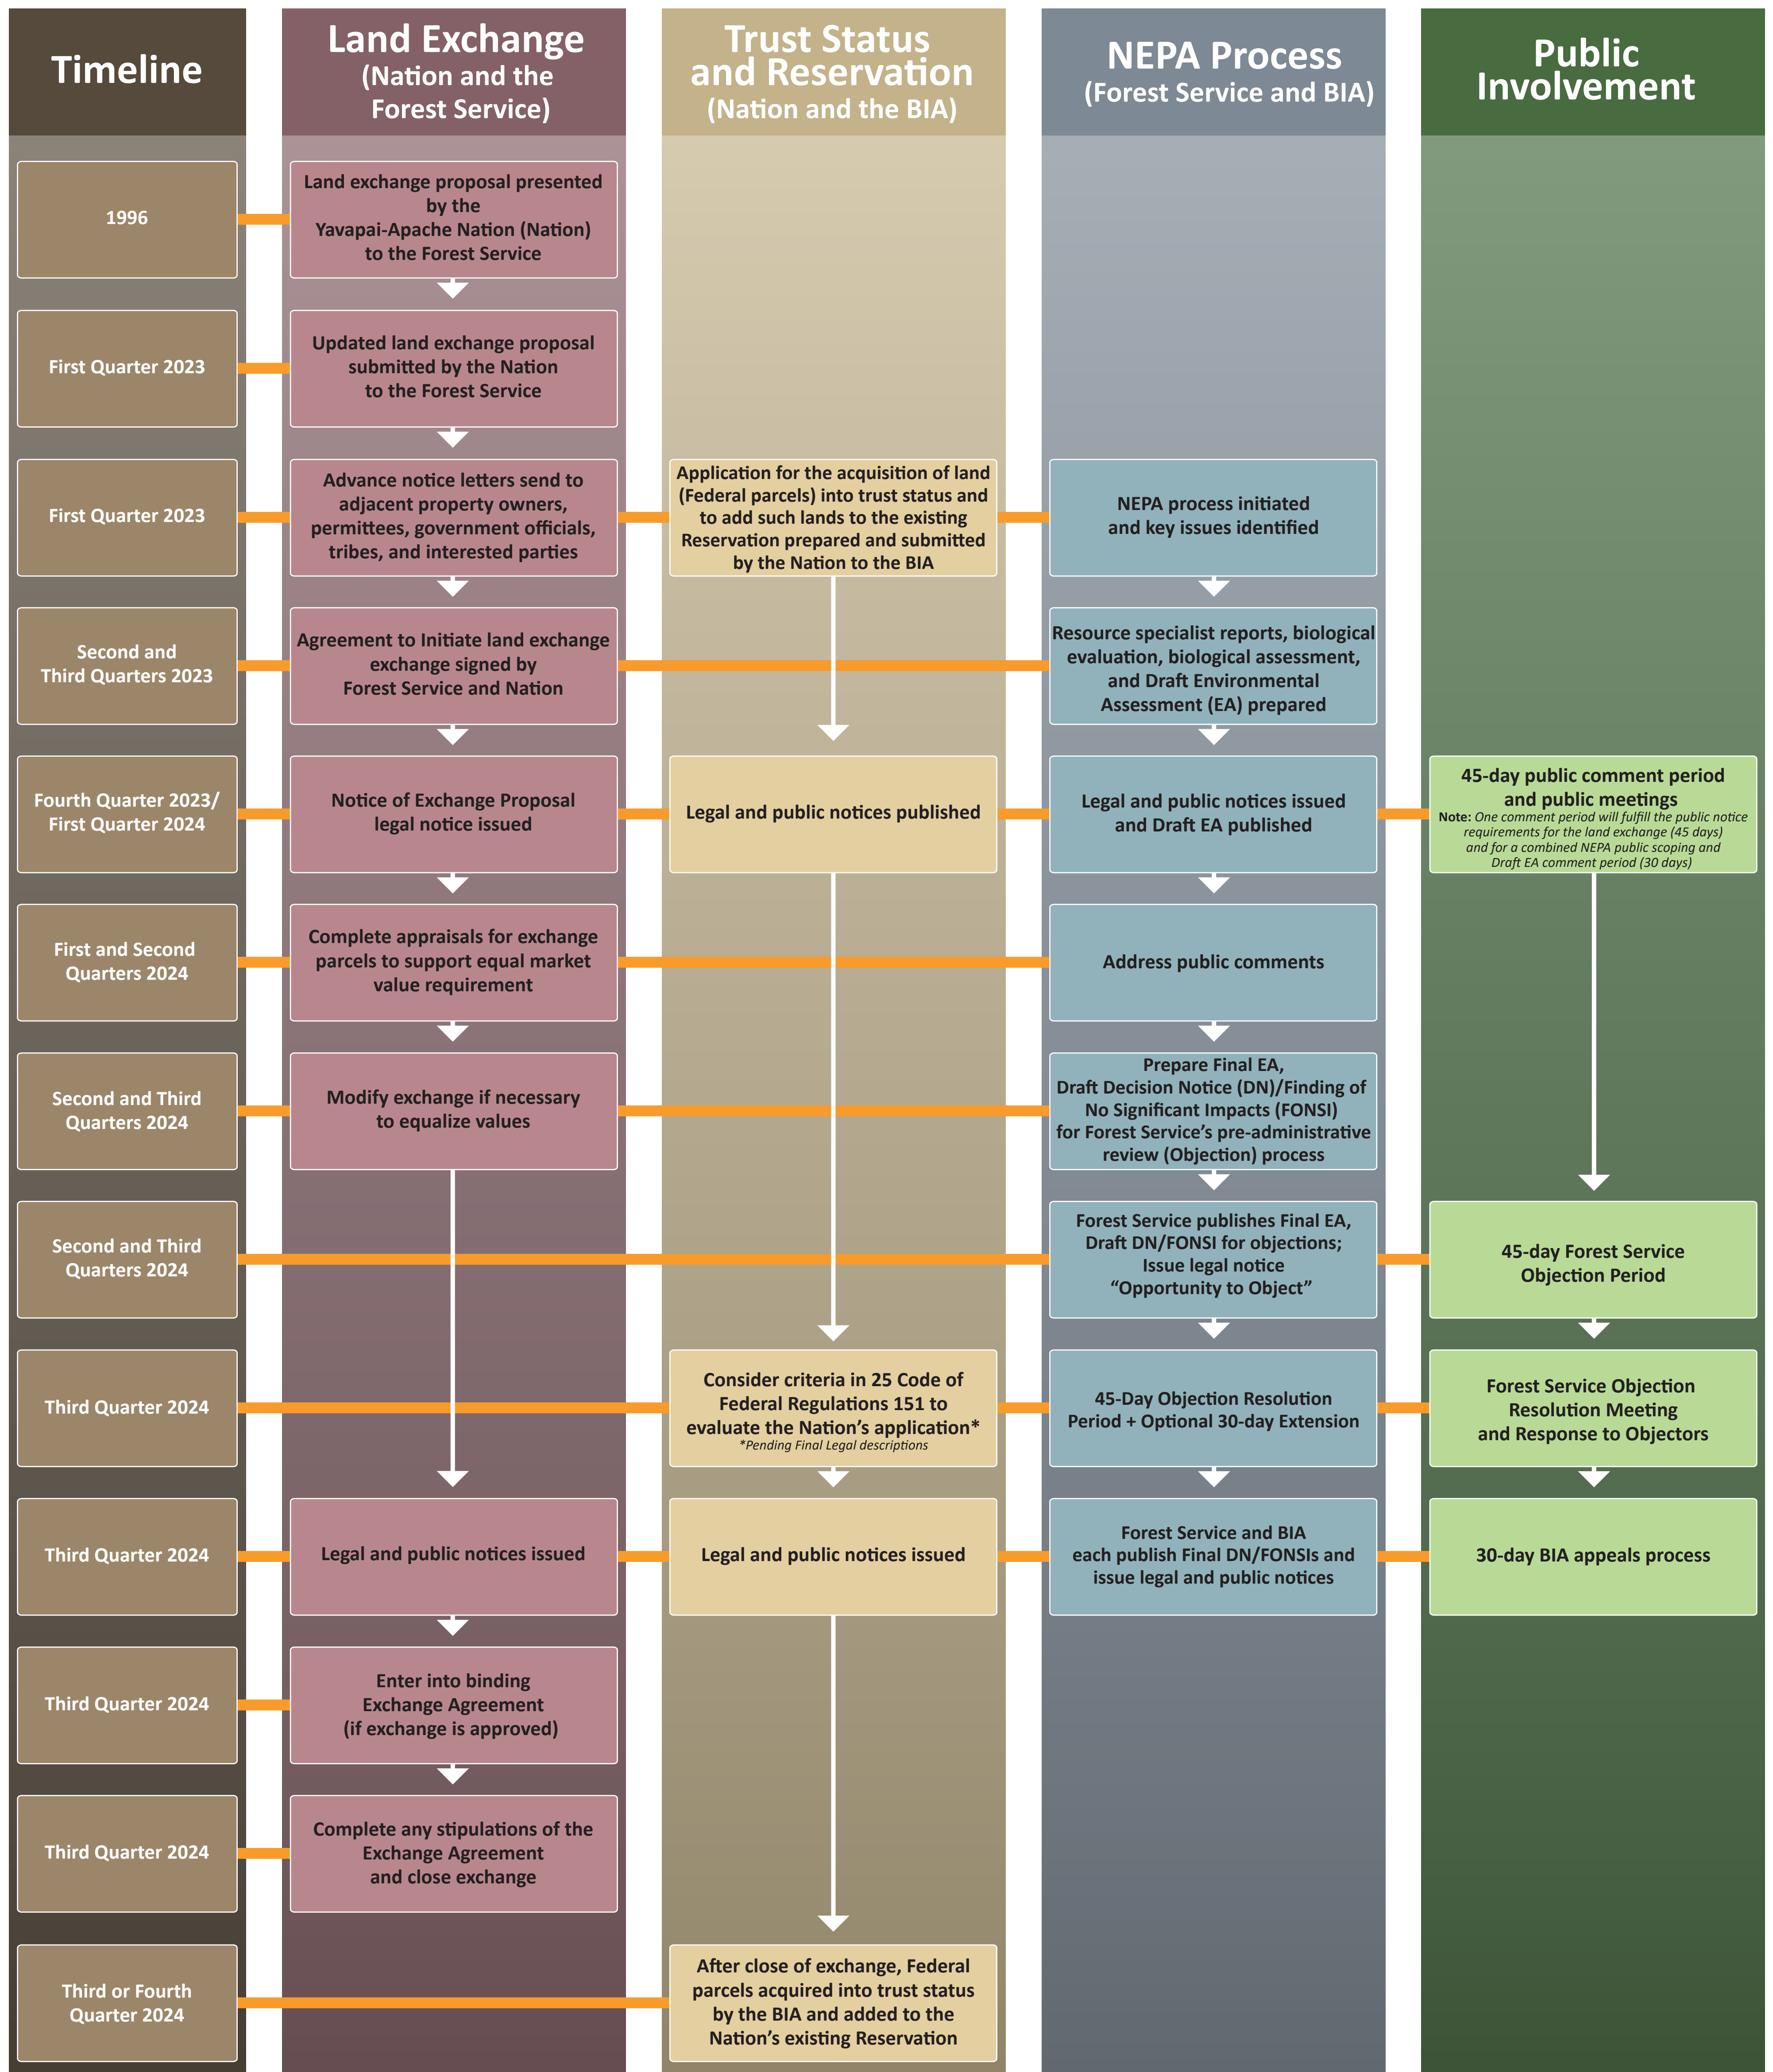 Timeline
Land Exchange
(Nation and the
Forest Service)
Trust Status
and Reservation
(Nation and the BIA)
NEPA Process
(Forest Service and BIA)
Public
Involvement
1996
Land exchange proposal presented
by the
Yavapai-Apache Nation (Nation)
to the Forest Service
First Quarter 2023
Updated land exchange proposal
submitted by the Nation
to the Forest Service
First Quarter 2023
Advance notice letters send to
adjacent property owners,
permittees, government officials,
tribes, and interested parties
Application for the acquisition of land
(Federal parcels) into trust status and
to add such lands to the existing
Reservation prepared and submitted
by the Nation to the BIA
NEPA process initiated
and key issues identified
Second and
Third Quarters 2023
Agreement to Initiate land exchange
exchange signed by
Forest Service and Nation
Resource specialist reports, biological
evaluation, biological assessment,
and Draft Environmental
Assessment (EA) prepared
Fourth Quarter 2023/
First Quarter 2024
Notice of Exchange Proposal
legal notice issued
Legal and public notices published
Legal and public notices issued
and Draft EA published
45-day public comment period
and public meetings
Note: One comment period will fulfill the public notice
requirements for the land exchange (45 days)
and for a combined NEPA public scoping and
Draft EA comment period (30 days)
First and Second
Quarters 2024
Complete appraisals for exchange
parcels to support equal market
value requirement
Address public comments
Second and Third
Quarters 2024
Modify exchange if necessary
to equalize values
Prepare Final EA,
Draft Decision Notice (DN)/Finding of
No Significant Impacts (FONSI)
for Forest Service’s pre-administrative
review (Objection) process
Second and Third
Quarters 2024
Forest Service publishes Final EA,
Draft DN/FONSI for objections;
Issue legal notice
“Opportunity to Object”
45-day Forest Service
Objection Period
Third Quarter 2024
Consider criteria in 25 Code of
Federal Regulations 151 to
evaluate the Nation’s application*
*Pending Final Legal descriptions
45-Day Objection Resolution
Period + Optional 30-day Extension
Forest Service Objection
Resolution Meeting
and Response to Objectors
Third Quarter 2024
Legal and public notices issued
Legal and public notices issued
Forest Service and BIA
each publish Final DN/FONSIs and
issue legal and public notices
30-day BIA appeals process
Third Quarter 2024
Enter into binding
Exchange Agreement
(if exchange is approved)
Third Quarter 2024
Complete any stipulations of the
Exchange Agreement
and close exchange
Third or Fourth
Quarter 2024
After close of exchange, Federal
parcels acquired into trust status
by the BIA and added to the
Nation’s existing Reservation